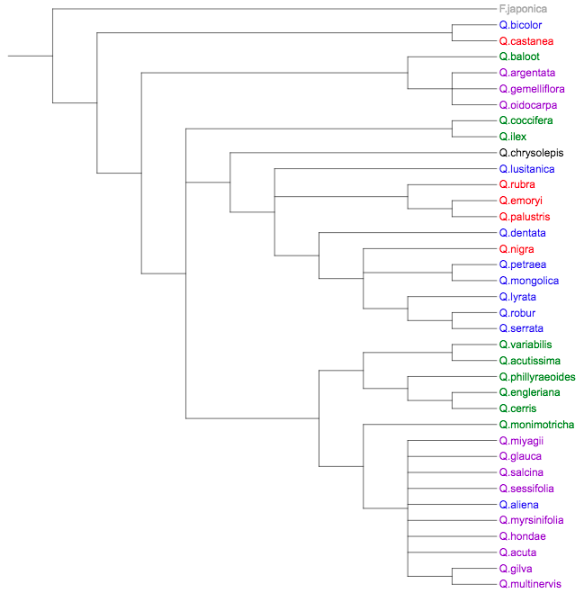 F.japonica
Q.bicolor
Q.castanea
Q.baloot
Q.argentata
Q.gemelliflora
Q.oidocarpa
Q.coccifera
Q.ilex
Q.chrysolepis
Q.lusitanica
Q.rubra
Q.emoryi
Q.palustris
Q.dentata
Q.nigra
Q.petraea
Q.mongolica
Q.lyrata
Q.robur
Q.serrata
Q.variabilis
Q.acutissima
Q.phillyraeoides
Q.engleriana
Q.cerris
Q.monimotricha
Q.miyagii
Q.glauca
Q.salcina
Q.sessifolia
Q.aliena
Q.myrsinifolia
Q.hondae
Q.acuta
Q.gilva
Q.multinervis